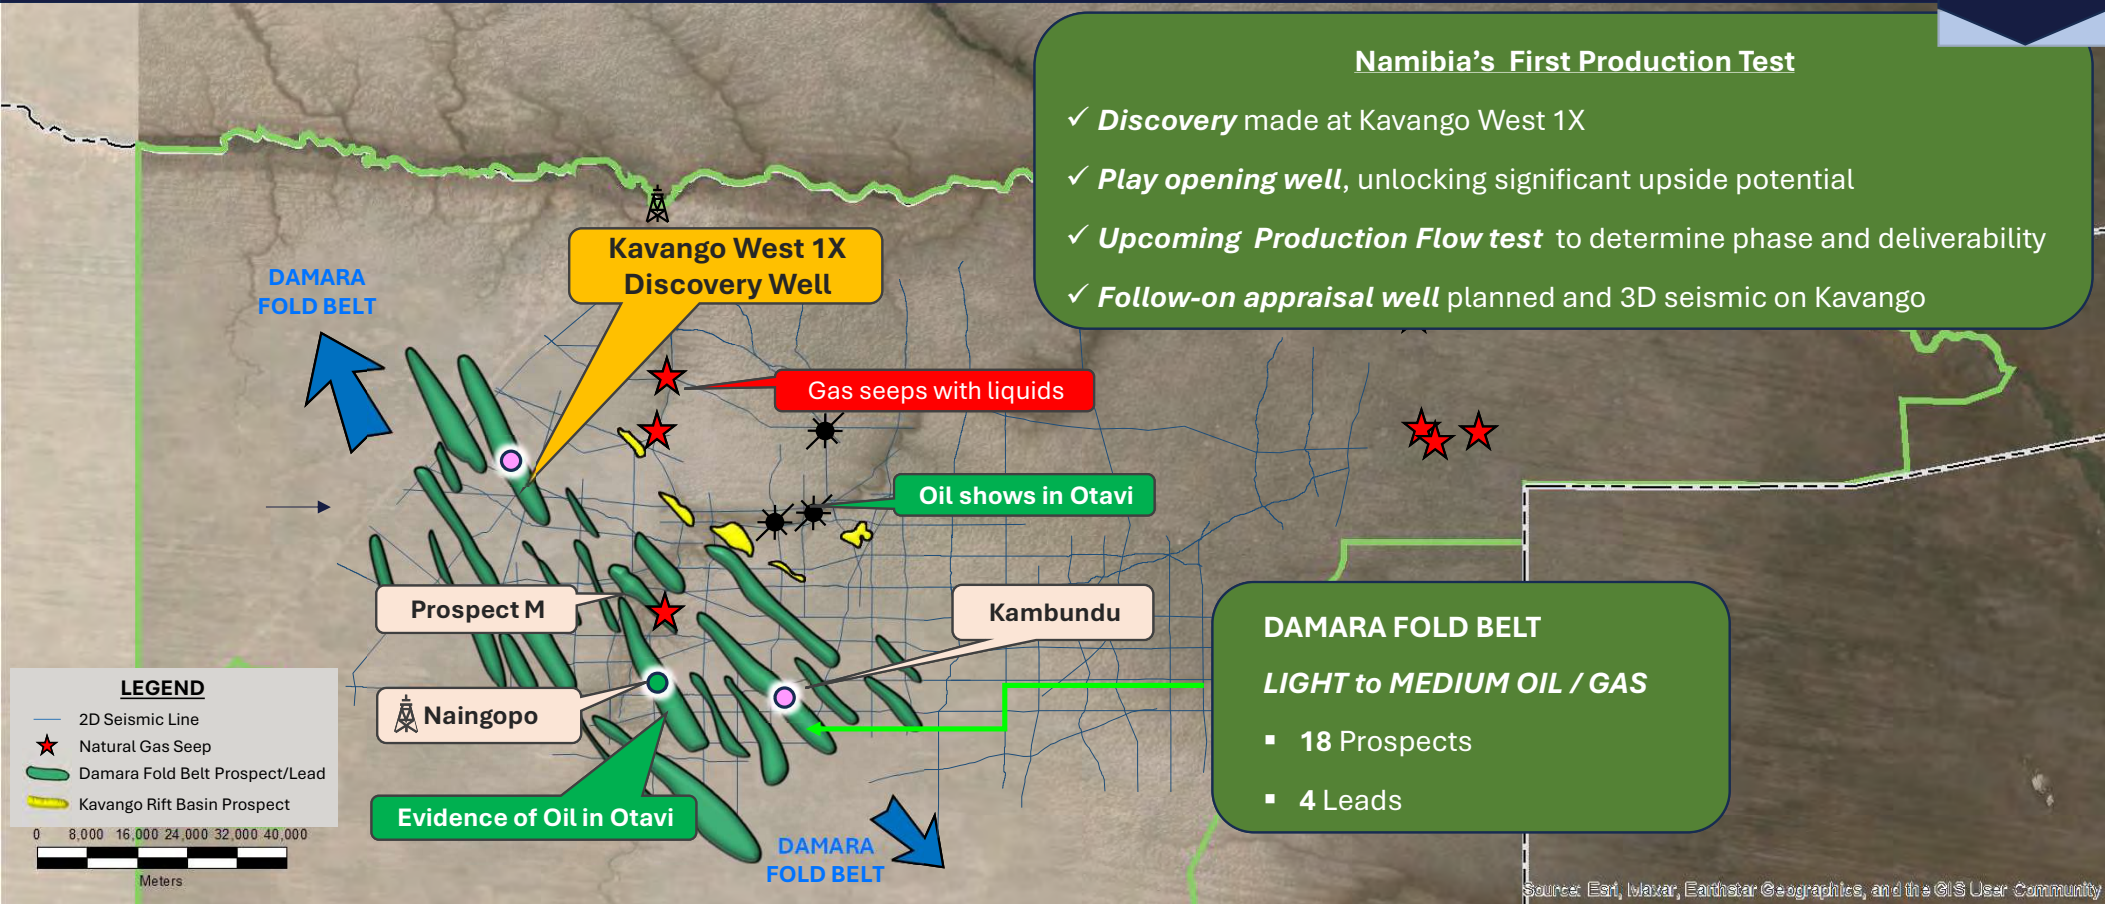 Namibia’s First Production Test
✓ Discovery made at Kavango West 1X
✓ Play opening well, unlocking significant upside potential
✓ Upcoming Production Flow test to determine phase and deliverability
✓ Follow-on appraisal well planned and 3D seismic on Kavango
Kavango West 1X
Discovery Well
DAMARA
FOLD BELT
Gas seeps with liquids
Oil shows in Otavi
Prospect M
Kambundu
Naingopo
Evidence of Oil in Otavi
DAMARA
FOLD BELT
DAMARA FOLD BELT
LIGHT to MEDIUM OIL / GAS
▪ 18 Prospects
▪ 4 Leads
LEGEND
2D Seismic Line
Natural Gas Seep
Damara Fold Belt Prospect/Lead
Kavango Rift Basin Prospect
0 8,000 16,000 24,000 32,000 40,000
Meters
Source: Esri, Maxar, Earthstar Geographics, and the GIS User Community